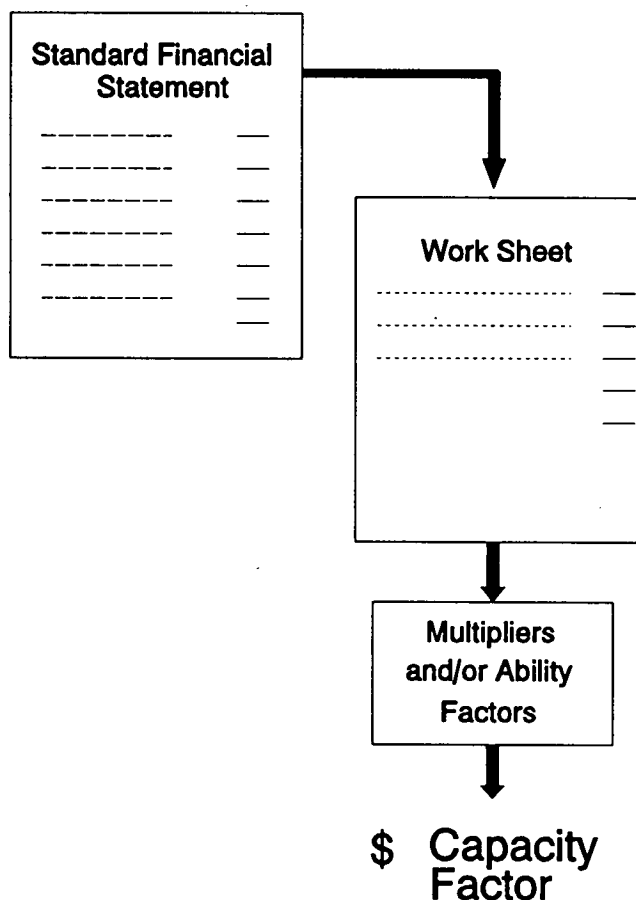 Standard Financial
Statement
Work Sheet
Multipliers
and/or Ability
Factors
$ Capacity
Factor